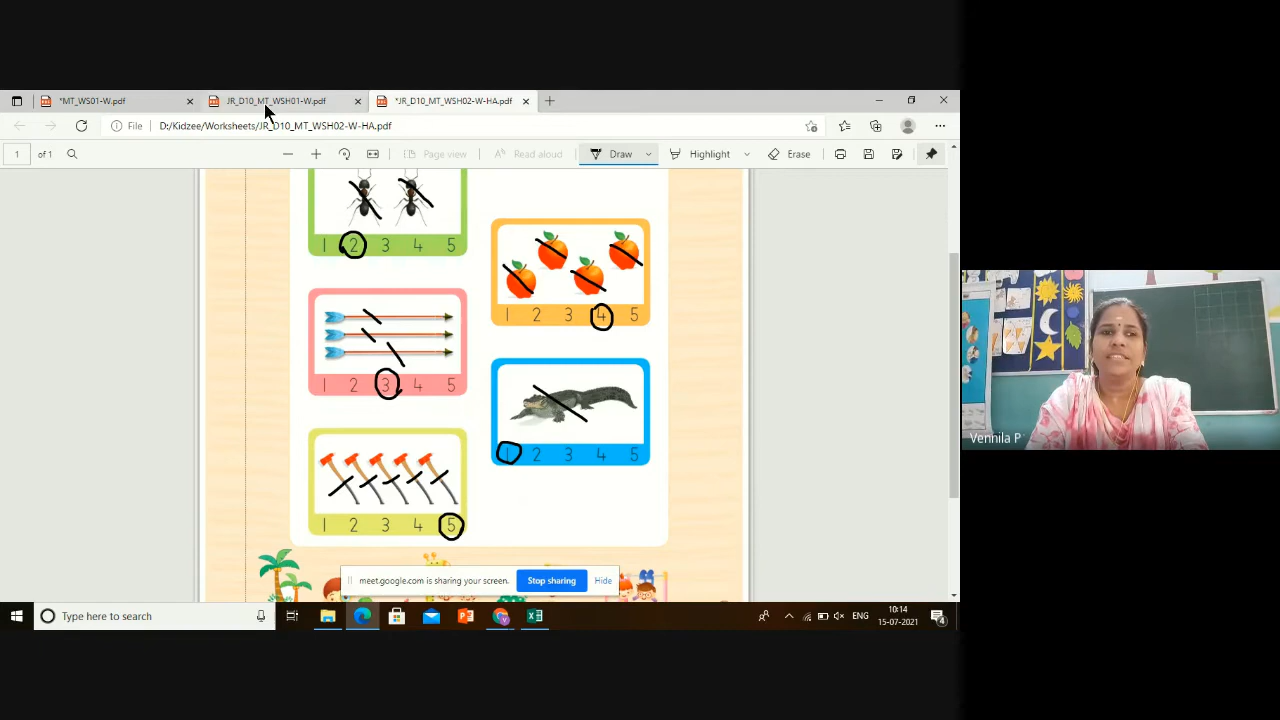 *MT_WS01-W.pdf
JR_D10_MT_WSH01-W.pdf
*JR_D10_MT_WSH02-W-HA.pdf
File
D:/Kidzee/Worksheets/JR_D10_MT_WSH02-W-HA.pdf
1 of 1
Page view
Read aloud
Draw
Highlight
Erase
1 2 3 4 5
1 2 3 4 5
1 2 3 4 5
1 2 3 4 5
1 2 3 4 5
Vennila P
meet.google.com is sharing your screen.
Stop sharing
Hide
Type here to search
ENG
10:14
15-07-2021
4